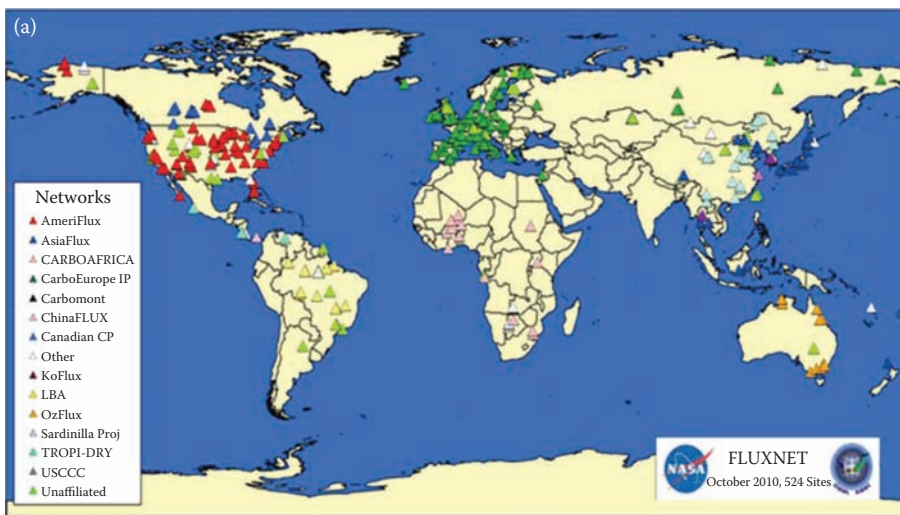 (a)
Networks
AmeriFlux
AsiaFlux
CARBOAFRICA
CarboEurope IP
Carbomont
ChinaFLUX
Canadian CP
Other
KoFlux
LBA
OzFlux
Sardinilla Proj
TROPI-DRY
USCCC
Unaffiliated
NASA
FLUXNET
October 2010, 524 Sites